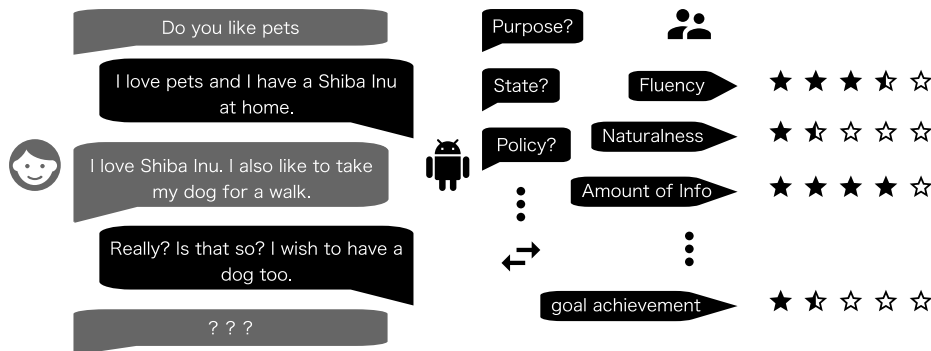 Do you like pets
I love pets and I have a Shiba Inu
at home.
I love Shiba Inu. I also like to take
my dog for a walk.
Really? Is that so? I wish to have a
dog too.
? ? ?
Purpose?
State?
Policy?
Fluency
Naturalness
Amount of Info
goal achievement